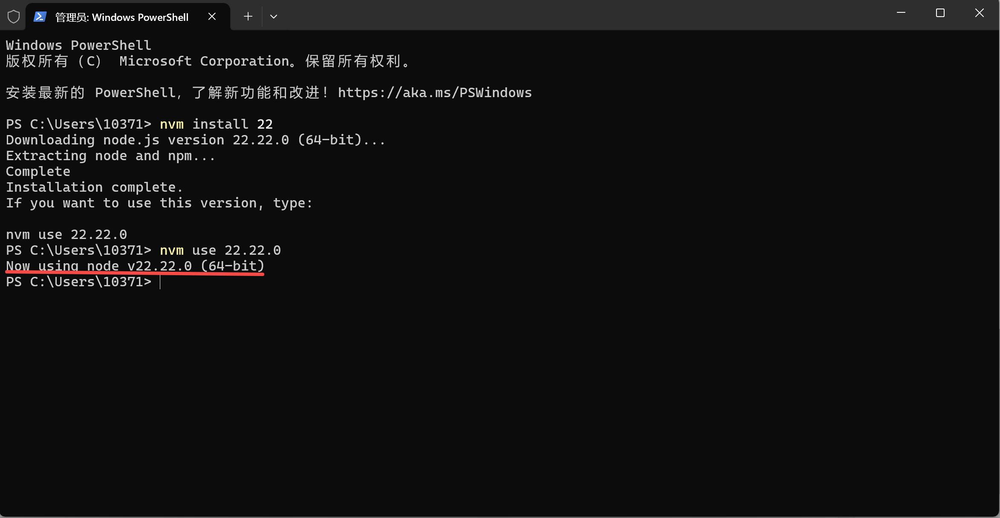 管理员: Windows PowerShell
Windows PowerShell
版权所有（C） Microsoft Corporation。保留所有权利。
安装最新的 PowerShell，了解新功能和改进！https://aka.ms/PSWindows
PS C:\Users\10371> nvm install 22
Downloading node.js version 22.22.0 (64-bit)...
Extracting node and npm...
Complete
Installation complete.
If you want to use this version, type:
nvm use 22.22.0
PS C:\Users\10371> nvm use 22.22.0
Now using node v22.22.0 (64-bit)
PS C:\Users\10371>